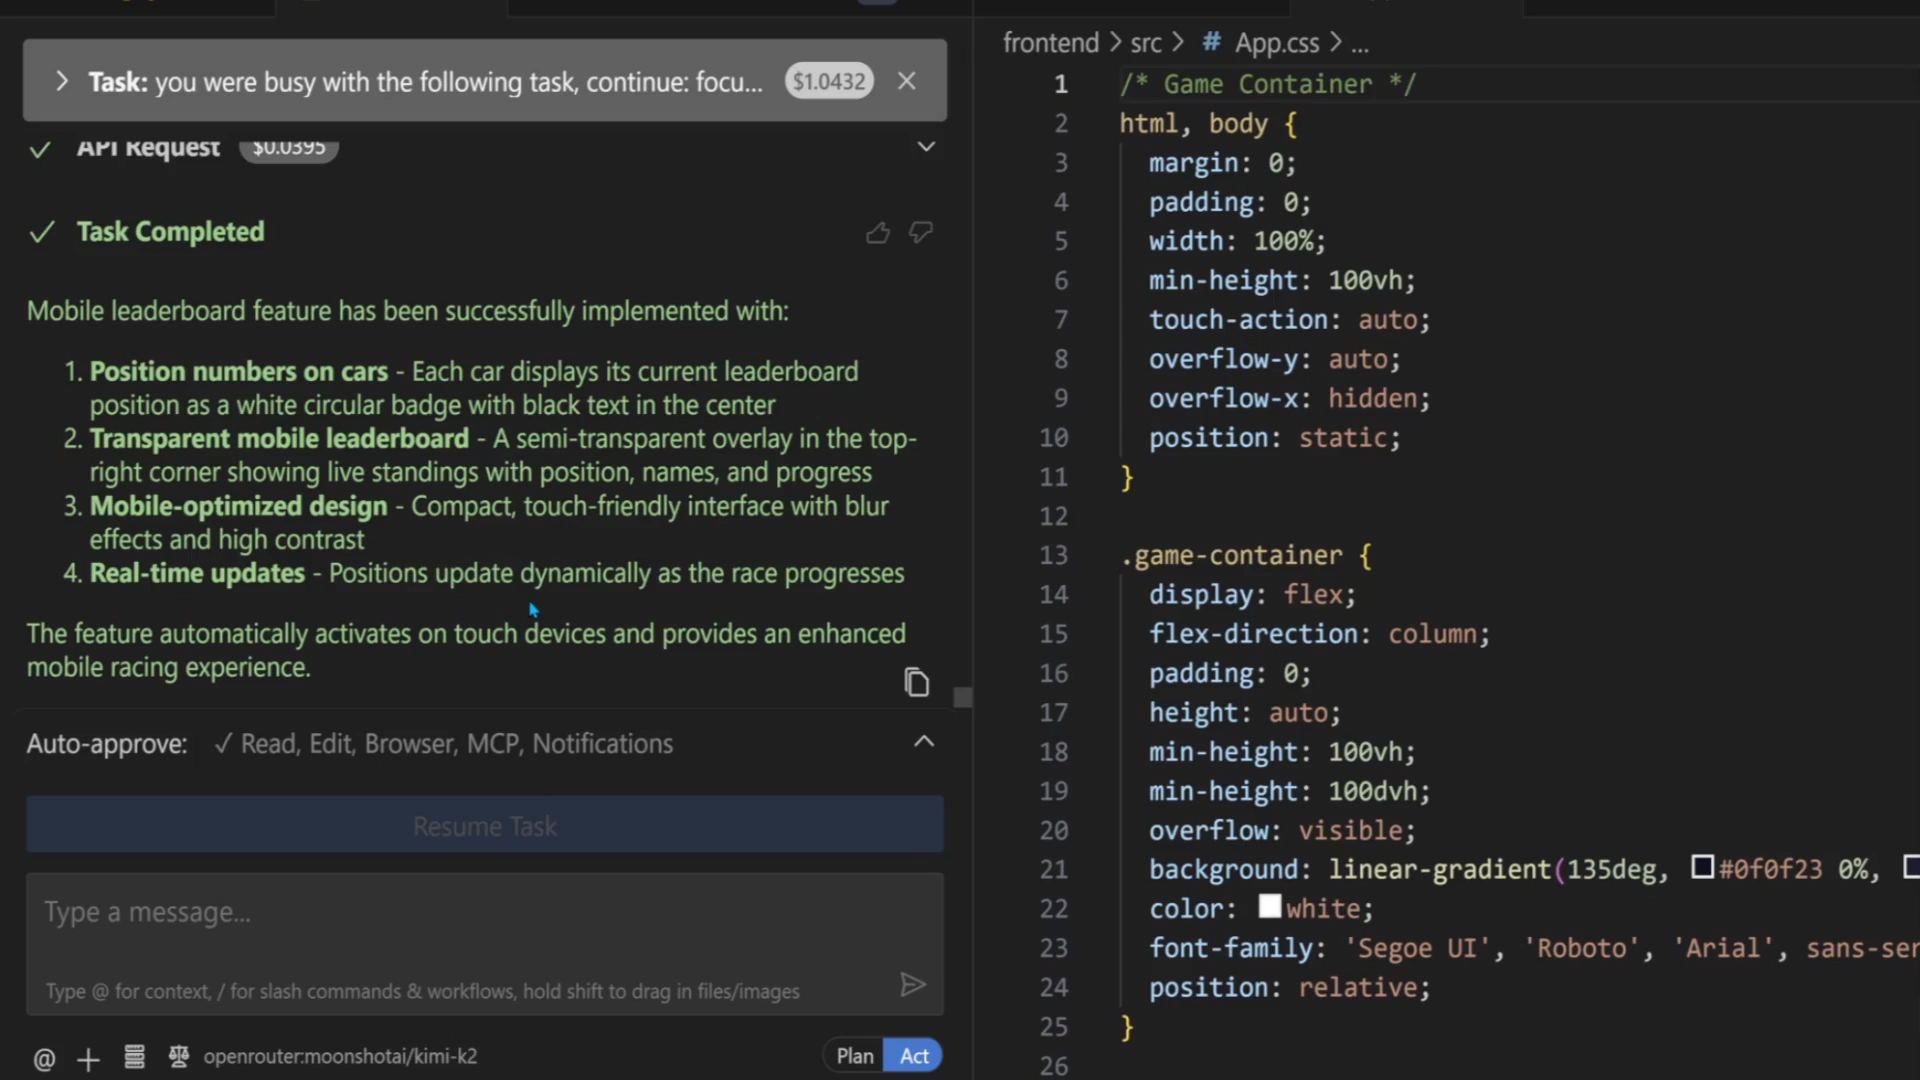 Task: you were busy with the following task, continue: focu... $1.0432
API Request $0.0395
Task Completed
Mobile leaderboard feature has been successfully implemented with:
1. Position numbers on cars - Each car displays its current leaderboard
position as a white circular badge with black text in the center
2. Transparent mobile leaderboard - A semi-transparent overlay in the top-
right corner showing live standings with position, names, and progress
3. Mobile-optimized design - Compact, touch-friendly interface with blur
effects and high contrast
4. Real-time updates - Positions update dynamically as the race progresses
The feature automatically activates on touch devices and provides an enhanced
mobile racing experience.
Auto-approve: ✓ Read, Edit, Browser, MCP, Notifications
Resume Task
Type a message...
Type @ for context, / for slash commands & workflows, hold shift to drag in files/images
@ + openrouter:moonshotai/kimi-k2 Plan Act
frontend > src > # App.css > ...
1 /* Game Container */
2 html, body {
3 margin: 0;
4 padding: 0;
5 width: 100%;
6 min-height: 100vh;
7 touch-action: auto;
8 overflow-y: auto;
9 overflow-x: hidden;
10 position: static;
11 }
12
13 .game-container {
14 display: flex;
15 flex-direction: column;
16 padding: 0;
17 height: auto;
18 min-height: 100vh;
19 min-height: 100dvh;
20 overflow: visible;
21 background: linear-gradient(135deg, #0f0f23 0%,
22 color: white;
23 font-family: 'Segoe UI', 'Roboto', 'Arial', sans-ser
24 position: relative;
25 }
26